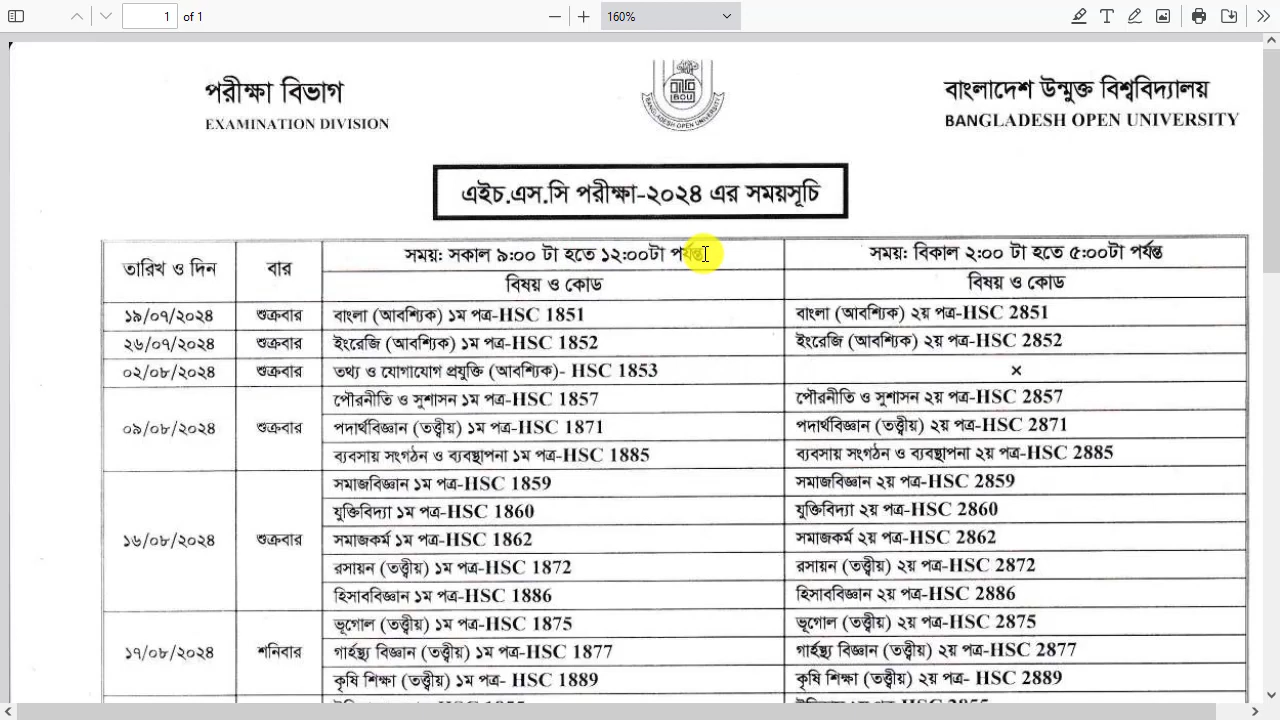 1 of 1 160%
পরীক্ষা বিভাগ
EXAMINATION DIVISION
BOU
BANGLADESH OPEN UNIVERSITY
বাংলাদেশ উন্মুক্ত বিশ্ববিদ্যালয়
BANGLADESH OPEN UNIVERSITY
এইচ.এস.সি পরীক্ষা-২০২৪ এর সময়সূচি
তারিখ ও দিন বার সময়: সকাল ৯:০০ টা হতে ১২:০০টা পর্যন্ত সময়: বিকাল ২:০০ টা হতে ৫:০০টা পর্যন্ত
বিষয় ও কোড বিষয় ও কোড
১৯/০৭/২০২৪ শুক্রবার বাংলা (আবশ্যিক) ১ম পত্র-HSC 1851 বাংলা (আবশ্যিক) ২য় পত্র-HSC 2851
২৬/০৭/২০২৪ শুক্রবার ইংরেজি (আবশ্যিক) ১ম পত্র-HSC 1852 ইংরেজি (আবশ্যিক) ২য় পত্র-HSC 2852
০২/০৮/২০২৪ শুক্রবার তথ্য ও যোগাযোগ প্রযুক্তি (আবশ্যিক)- HSC 1853 ×
০৯/০৮/২০২৪ শুক্রবার পৌরনীতি ও সুশাসন ১ম পত্র-HSC 1857 পৌরনীতি ও সুশাসন ২য় পত্র-HSC 2857
পদার্থবিজ্ঞান (তত্ত্বীয়) ১ম পত্র-HSC 1871 পদার্থবিজ্ঞান (তত্ত্বীয়) ২য় পত্র-HSC 2871
ব্যবসায় সংগঠন ও ব্যবস্থাপনা ১ম পত্র-HSC 1885 ব্যবসায় সংগঠন ও ব্যবস্থাপনা ২য় পত্র-HSC 2885
১৬/০৮/২০২৪ শুক্রবার সমাজবিজ্ঞান ১ম পত্র-HSC 1859 সমাজবিজ্ঞান ২য় পত্র-HSC 2859
যুক্তিবিদ্যা ১ম পত্র-HSC 1860 যুক্তিবিদ্যা ২য় পত্র-HSC 2860
সমাজকর্ম ১ম পত্র-HSC 1862 সমাজকর্ম ২য় পত্র-HSC 2862
রসায়ন (তত্ত্বীয়) ১ম পত্র-HSC 1872 রসায়ন (তত্ত্বীয়) ২য় পত্র-HSC 2872
হিসাববিজ্ঞান ১ম পত্র-HSC 1886 হিসাববিজ্ঞান ২য় পত্র-HSC 2886
১৭/০৮/২০২৪ শনিবার ভূগোল (তত্ত্বীয়) ১ম পত্র-HSC 1875 ভূগোল (তত্ত্বীয়) ২য় পত্র-HSC 2875
গার্হস্থ্য বিজ্ঞান (তত্ত্বীয়) ১ম পত্র-HSC 1877 গার্হস্থ্য বিজ্ঞান (তত্ত্বীয়) ২য় পত্র-HSC 2877
কৃষি শিক্ষা (তত্ত্বীয়) ১ম পত্র- HSC 1889 কৃষি শিক্ষা (তত্ত্বীয়) ২য় পত্র- HSC 2889